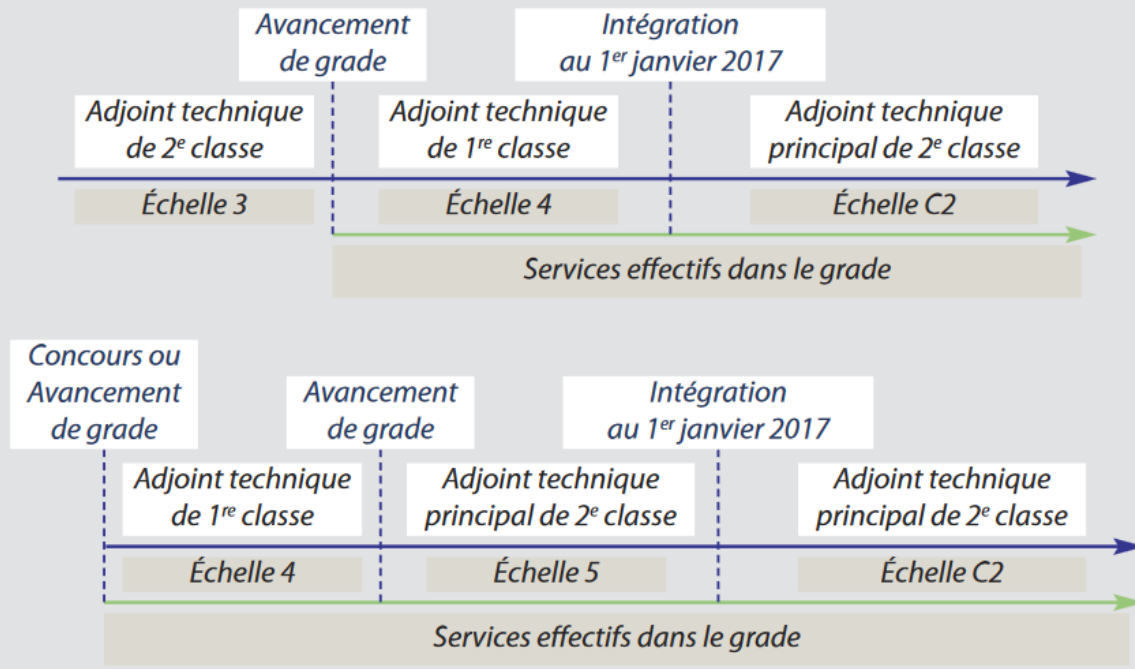 Avancement
de grade
Intégration
au 1er janvier 2017
Adjoint technique
de 2e classe
Adjoint technique
de 1re classe
Adjoint technique
principal de 2e classe
Échelle 3
Échelle 4
Échelle C2
Services effectifs dans le grade
Concours ou
Avancement
de grade
Avancement
de grade
Intégration
au 1er janvier 2017
Adjoint technique
de 1re classe
Adjoint technique
principal de 2e classe
Adjoint technique
principal de 2e classe
Échelle 4
Échelle 5
Échelle C2
Services effectifs dans le grade